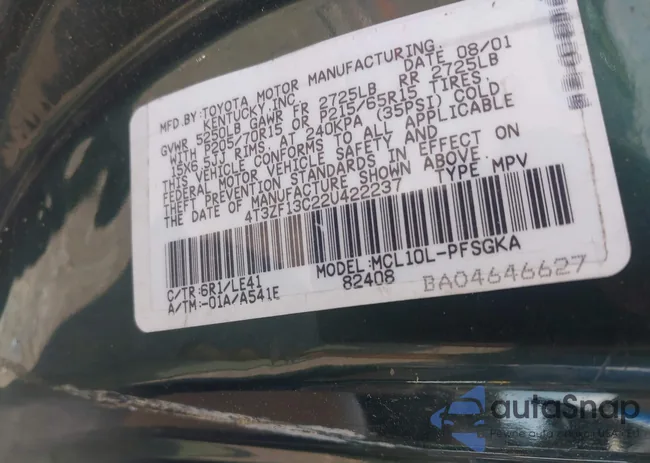 MFD.BY:TOYOTA MOTOR MANUFACTURING.
KENTUCKY,INC. DATE 08/01
GVWR 5250LB GAWR FR 2725LB RR 2725LB
WITH P205/70R15 OR P215/65R15 TIRES.
15X6.5JJ RIMS. AT 240KPA (35PSI) COLD
THIS VEHICLE CONFORMS TO ALL APPLICABLE
FEDERAL MOTOR VEHICLE SAFETY AND
THEFT PREVENTION STANDARDS IN EFFECT ON
THE DATE OF MANUFACTURE SHOWN ABOVE.
4T3ZF13C22U422237 TYPE MPV
C/TR:6R1/LE41 MODEL:MCL10L-PFSGKA
A/TM:-01A/A541E 82408
BA04646627
autaSnap